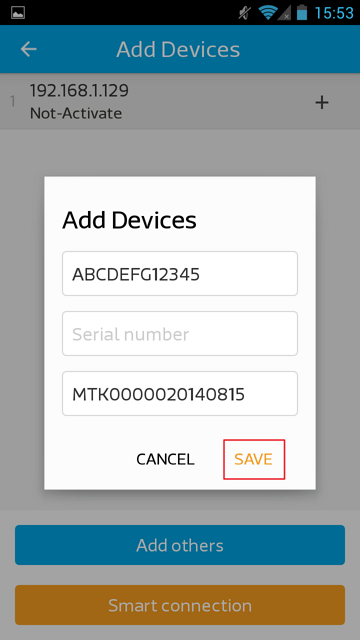 15:53
Add Devices
1
192.168.1.129
Not-Activate
+
Add Devices
ABCDEFG12345
Serial number
MTK0000020140815
CANCEL SAVE
Add others
Smart connection